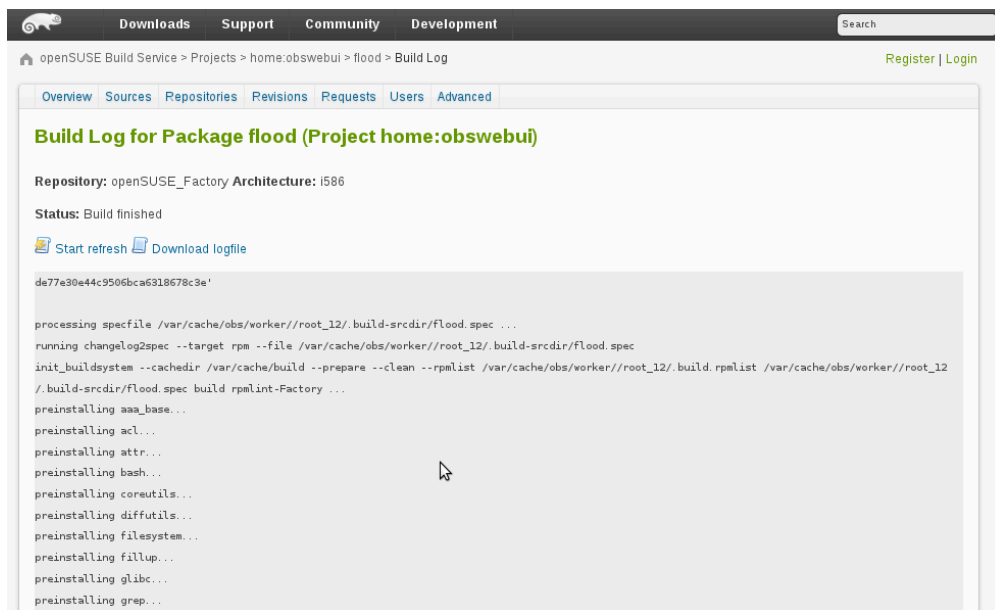 Downloads Support Community Development Search
openSUSE Build Service > Projects > home:obswebui > flood > Build Log Register | Login
Overview Sources Repositories Revisions Requests Users Advanced
Build Log for Package flood (Project home:obswebui)
Repository: openSUSE_Factory Architecture: i586
Status: Build finished
Start refresh Download logfile
de77e30e44c9506bca6318678c3e'
processing specfile /var/cache/obs/worker//root_12/.build-srcdir/flood.spec ...
running changelog2spec --target rpm --file /var/cache/obs/worker//root_12/.build-srcdir/flood.spec
init_buildsystem --cachedir /var/cache/build --prepare --clean --rpmlist /var/cache/obs/worker//root_12/.build.rpmlist /var/cache/obs/worker//root_12
/.build-srcdir/flood.spec build rpmlint-Factory ...
preinstalling aaa_base...
preinstalling acl...
preinstalling attr...
preinstalling bash...
preinstalling coreutils...
preinstalling diffutils...
preinstalling filesystem...
preinstalling fillup...
preinstalling glibc...
preinstalling grep...